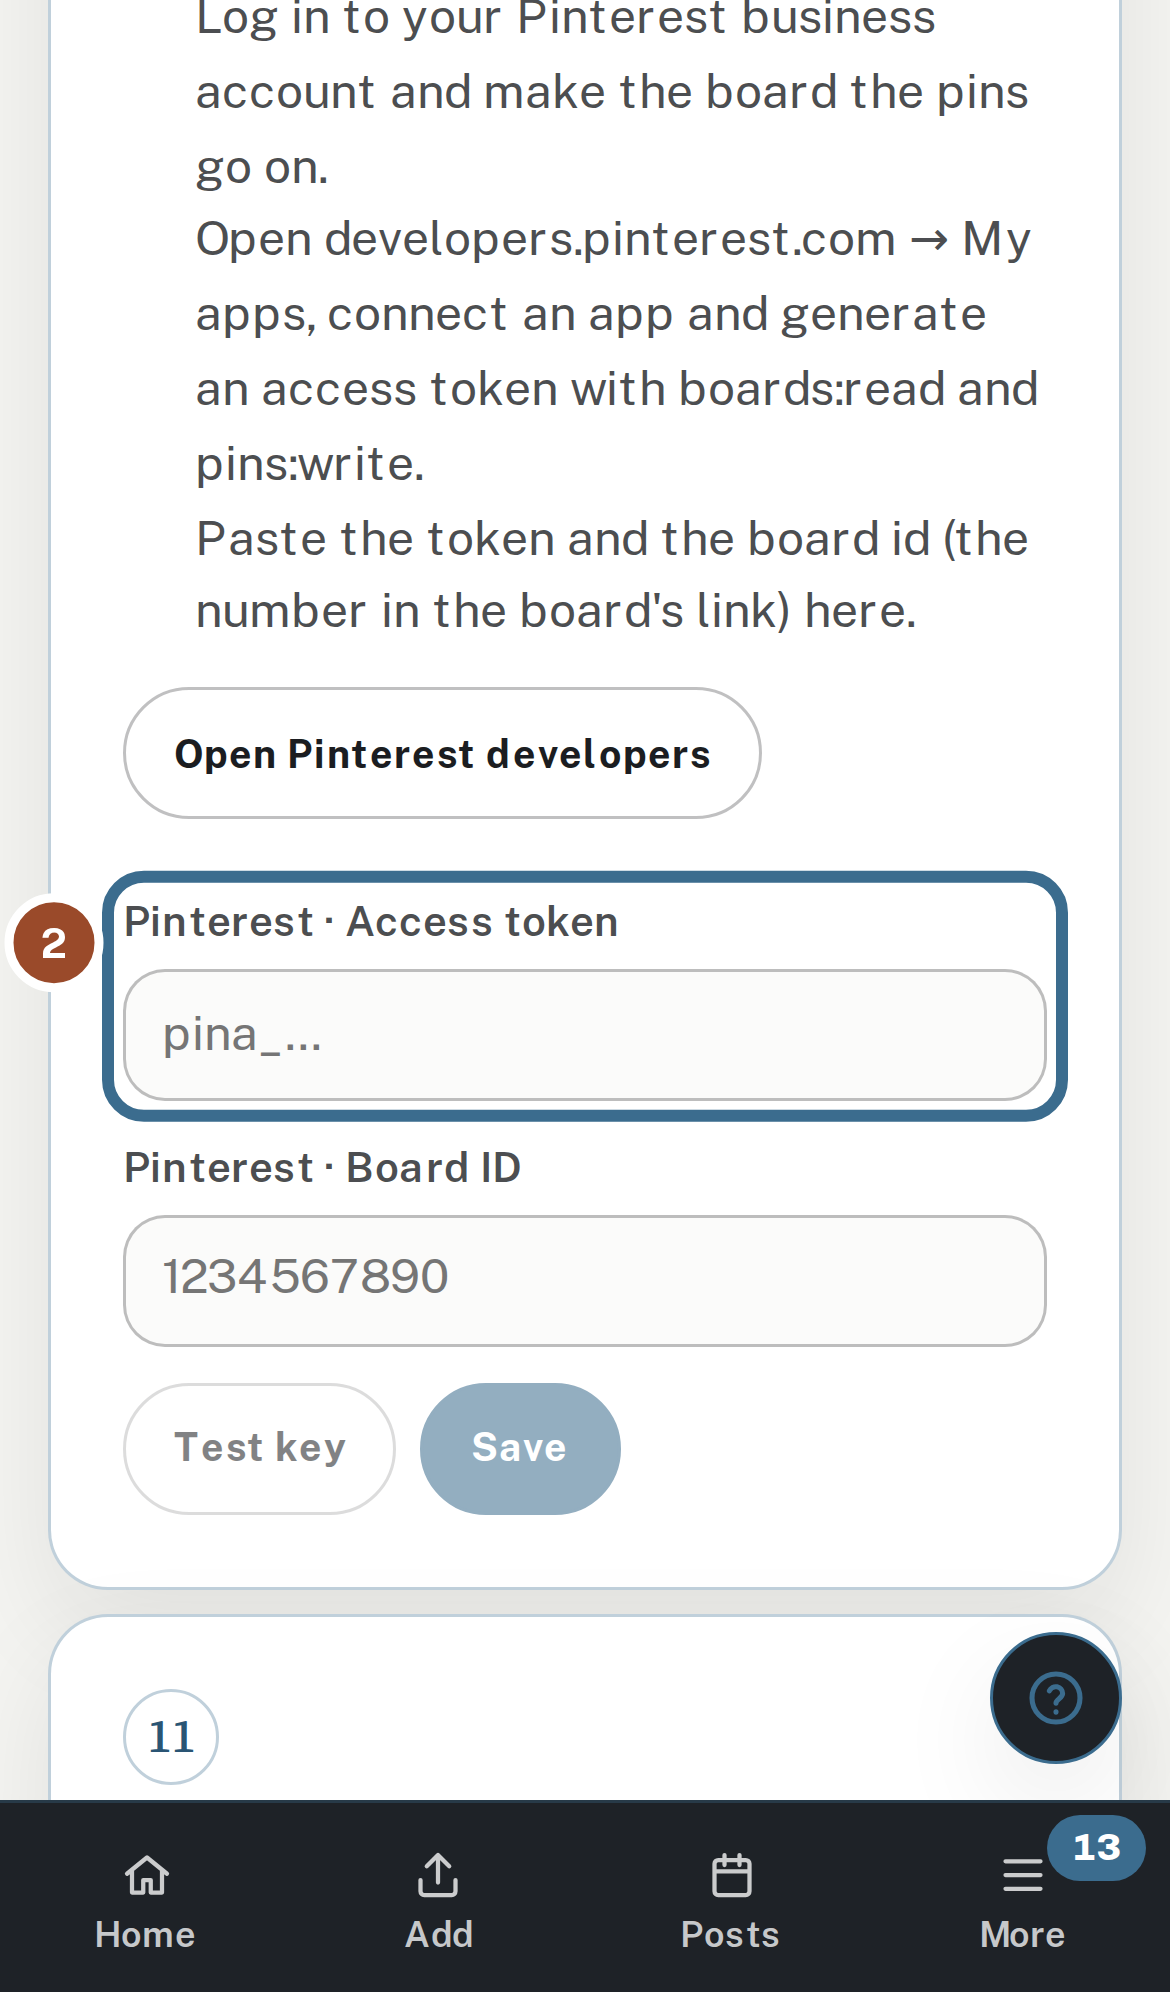 Log in to your Pinterest business
account and make the board the pins
go on.
Open developers.pinterest.com → My
apps, connect an app and generate
an access token with boards:read and
pins:write.
Paste the token and the board id (the
number in the board's link) here.
Open Pinterest developers
2
Pinterest · Access token
pina_...
Pinterest · Board ID
1234567890
Test key
Save
11
13
Home
Add
Posts
More